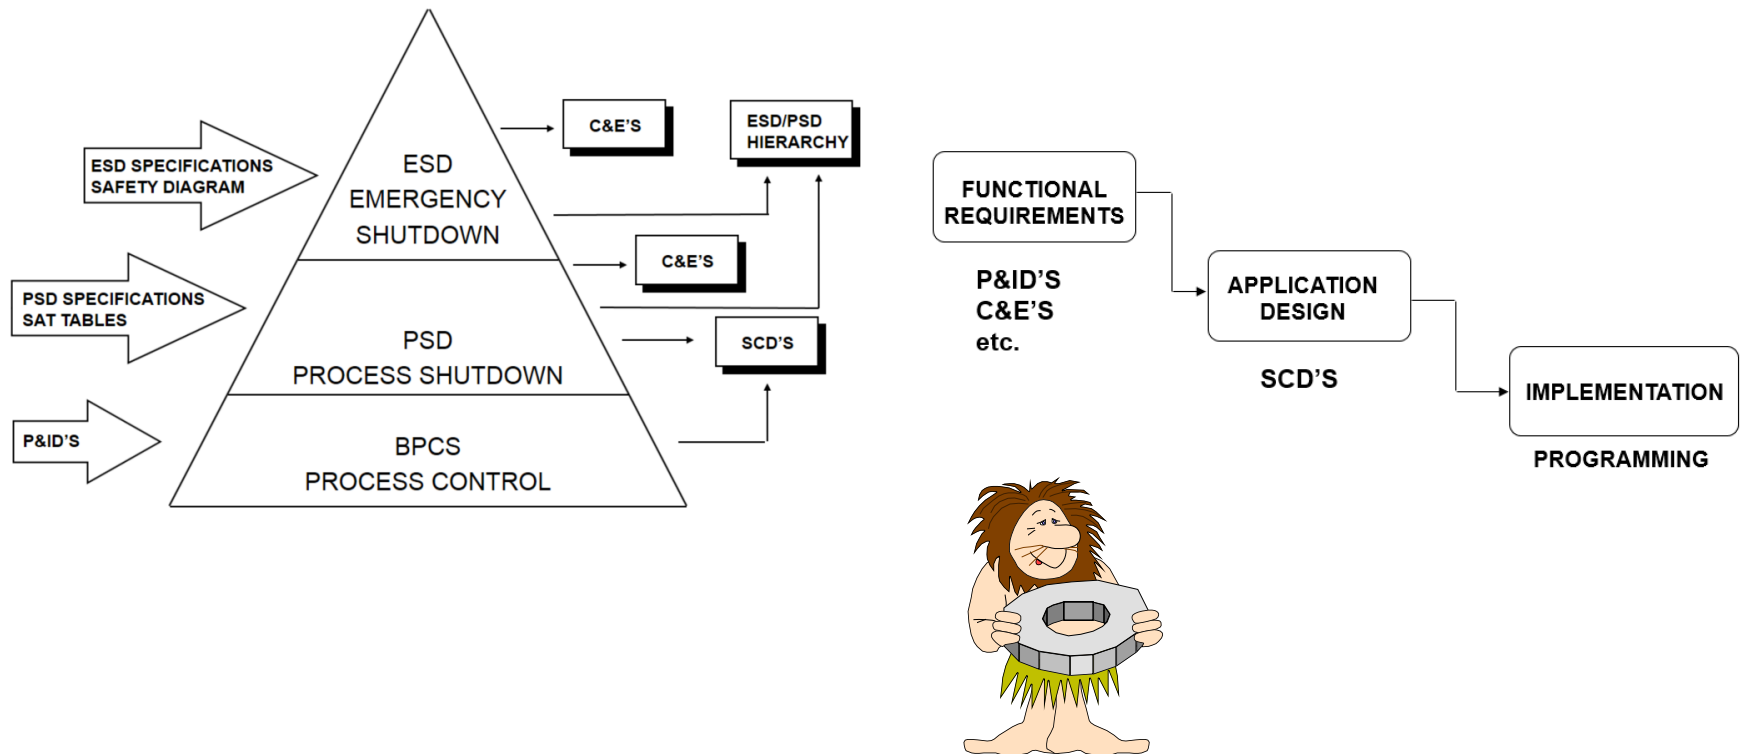 ESD SPECIFICATIONS
SAFETY DIAGRAM
PSD SPECIFICATIONS
SAT TABLES
P&ID'S
ESD
EMERGENCY
SHUTDOWN
PSD
PROCESS SHUTDOWN
BPCS
PROCESS CONTROL
C&E'S
ESD/PSD
HIERARCHY
C&E'S
SCD'S
FUNCTIONAL
REQUIREMENTS
P&ID'S
C&E'S
etc.
APPLICATION
DESIGN
SCD'S
IMPLEMENTATION
PROGRAMMING